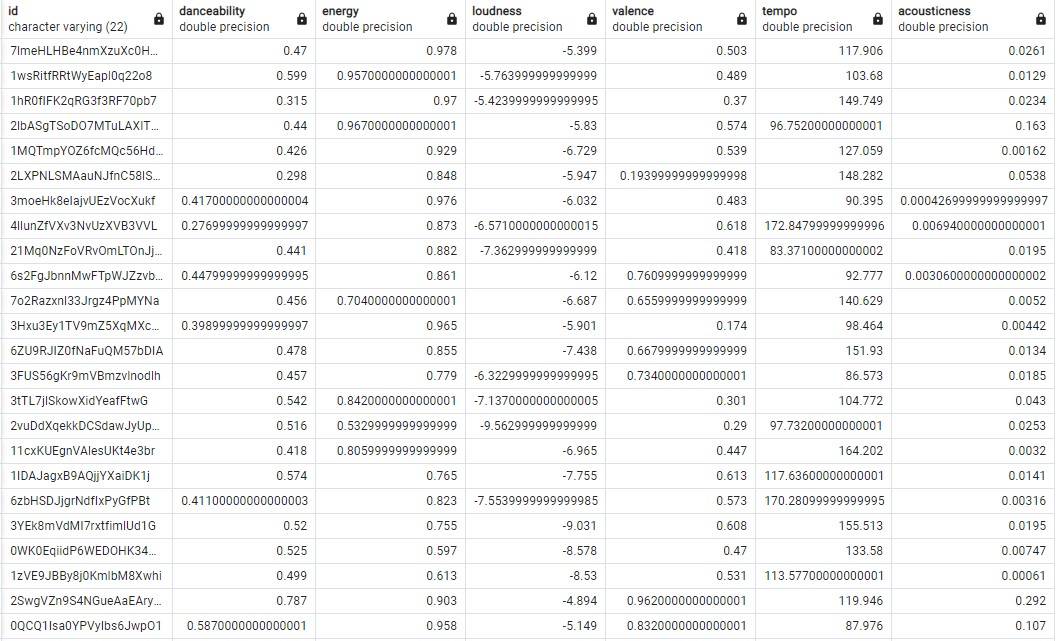 id danceability energy loudness valence tempo acousticness
character varying (22) double precision double precision double precision double precision double precision double precision
7ImeHLHBe4nmXzuXc0H... 0.47 0.978 -5.399 0.503 117.906 0.0261
1wsRitfRRtWyEapl0q22o8 0.599 0.9570000000000001 -5.763999999999999 0.489 103.68 0.0129
1hR0fIFK2qRG3f3RF70pb7 0.315 0.97 -5.4239999999999995 0.37 149.749 0.0234
2lbASgTSoDO7MTuLAXIT... 0.44 0.9670000000000001 -5.83 0.574 96.75200000000001 0.163
1MQTmpYOZ6fcMQc56Hd... 0.426 0.929 -6.729 0.539 127.059 0.00162
2LXPNLSMAauNJfnC58IS... 0.298 0.848 -5.947 0.19399999999999998 148.282 0.0538
3moeHk8eIajvUEzVocXukf 0.41700000000000004 0.976 -6.032 0.483 90.395 0.00042699999999999997
4llunZfVXv3NvUzXVB3VVL 0.276999999999999997 0.873 -6.5710000000000015 0.618 172.84799999999996 0.006940000000000001
21Mq0NzFoVRvOmLTOnJj... 0.441 0.882 -7.362999999999999 0.418 83.37100000000002 0.0195
6s2FgJbnnMwFTpWJZzvb... 0.44799999999999995 0.861 -6.12 0.7609999999999999 92.777 0.0030600000000000002
7o2Razxnl33Jrgz4PpMYNa 0.456 0.7040000000000001 -6.687 0.6559999999999999 140.629 0.0052
3Hxu3Ey1TV9mZ5XqMXc... 0.39899999999999997 0.965 -5.901 0.174 98.464 0.00442
6ZU9RJIZ0fNaFuQM57bDIA 0.478 0.855 -7.438 0.6679999999999999 151.93 0.0134
3FUS56gKr9mVBmzvlnodlh 0.457 0.779 -6.3229999999999995 0.7340000000000001 86.573 0.0185
3tTL7jISkowXidYeafFtwG 0.542 0.8420000000000001 -7.1370000000000005 0.301 104.772 0.043
2vuDdXqekkDCSdawJyUp... 0.516 0.5329999999999999 -9.562999999999999 0.29 97.73200000000001 0.0253
11cxKUEgnVAlesUKt4e3br 0.418 0.8059999999999999 -6.965 0.447 164.202 0.0032
1IDAJagxB9AQjjYXaiDK1j 0.574 0.765 -7.755 0.613 117.63600000000001 0.0141
6zbHSDJjgrNdflxPyGfPBt 0.41100000000000003 0.823 -7.5539999999999985 0.573 170.28099999999995 0.00316
3YEk8mVdMI7rxtfimIUd1G 0.52 0.755 -9.031 0.608 155.513 0.0195
0WK0EqiidP6WEDOHK34... 0.525 0.597 -8.578 0.47 133.58 0.00747
1zVE9JBBy8j0KmlbM8Xwhi 0.499 0.613 -8.53 0.531 113.57700000000001 0.00061
2SwgVZn9S4NGueAaEAry... 0.787 0.903 -4.894 0.9620000000000001 119.946 0.292
0QCQ1Isa0YPVyIbs6JwpO1 0.5870000000000001 0.958 -5.149 0.8320000000000001 87.976 0.107